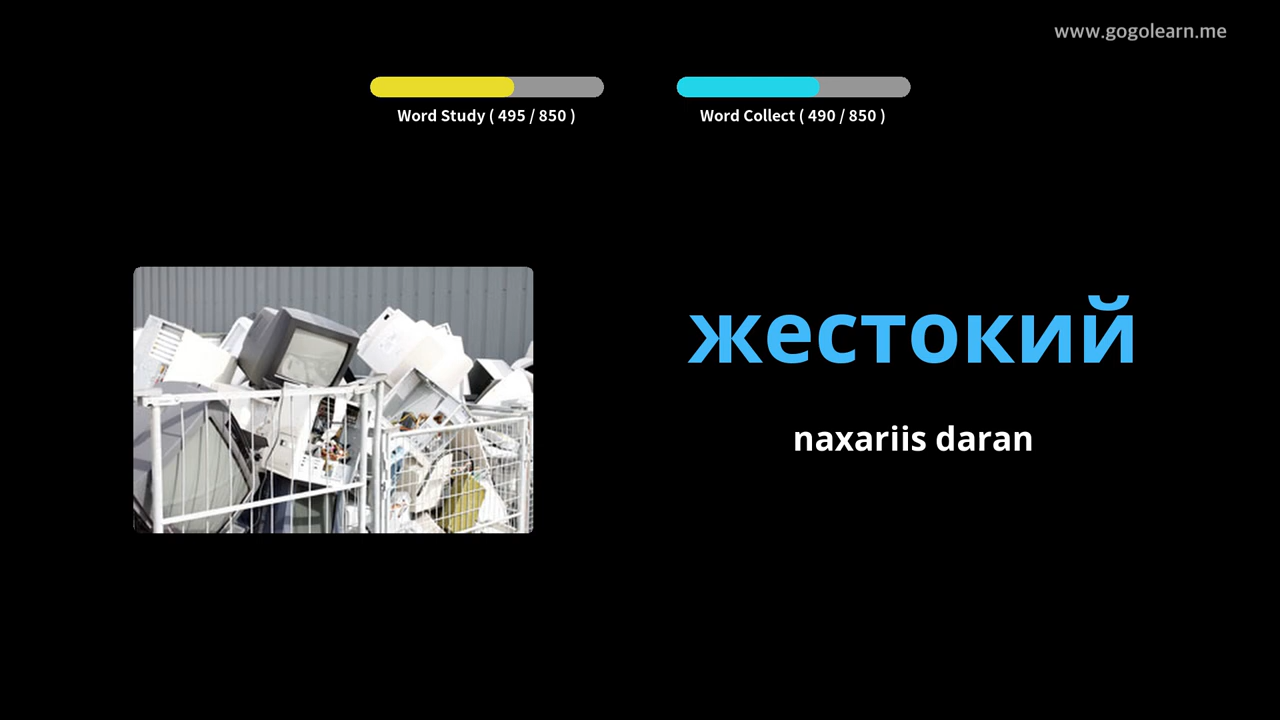 www.gogolearn.me
Word Study ( 495 / 850 )
Word Collect ( 490 / 850 )
жестокий
naxariis daran